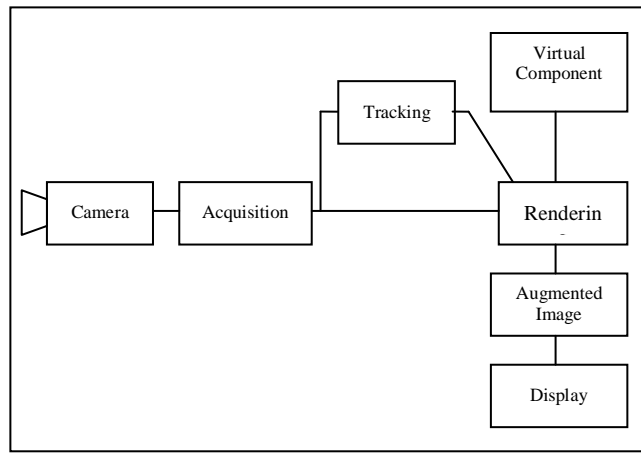 Virtual
Component
Tracking
Camera
Acquisition
Renderin
Augmented
Image
Display